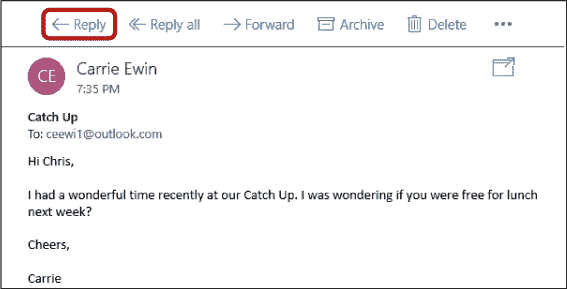 Reply Reply all Forward Archive Delete •••
CE
Carrie Ewin
7:35 PM
Catch Up
To: ceewi1@outlook.com
Hi Chris,
I had a wonderful time recently at our Catch Up. I was wondering if you were free for lunch
next week?
Cheers,
Carrie